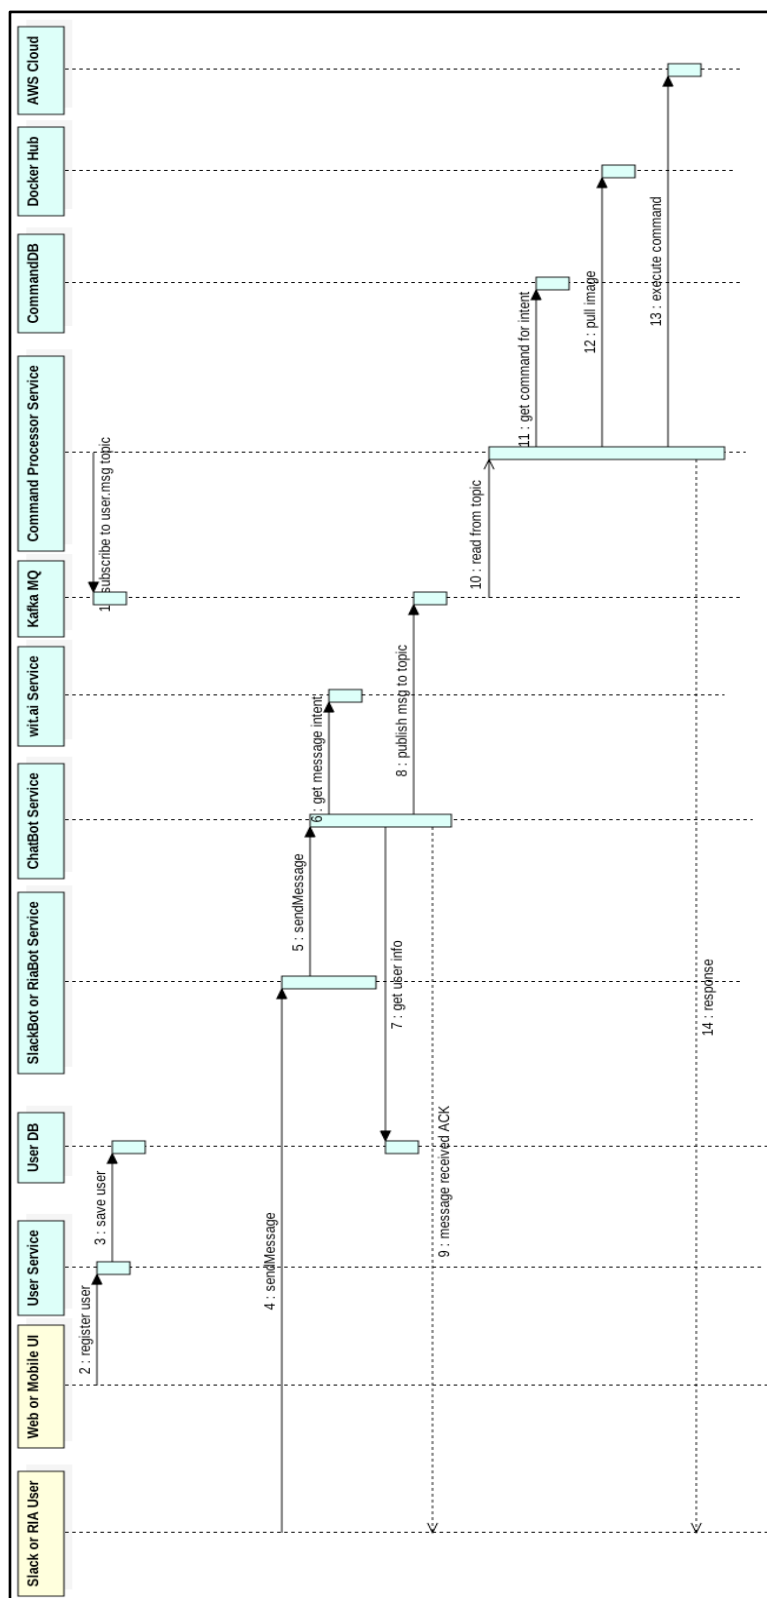 Slack or RIA User
Web or Mobile UI
User Service
User DB
SlackBot or RiaBot Service
ChatBot Service
wit.ai Service
Kafka MQ
Command Processor Service
CommandDB
Docker Hub
AWS Cloud
1 : subscribe to user.msg topic
2 : register user
3 : save user
4 : sendMessage
5 : sendMessage
6 : get message intent
7 : get user info
8 : publish msg to topic
9 : message received ACK
10 : read from topic
11 : get command for intent
12 : pull image
13 : execute command
14 : response